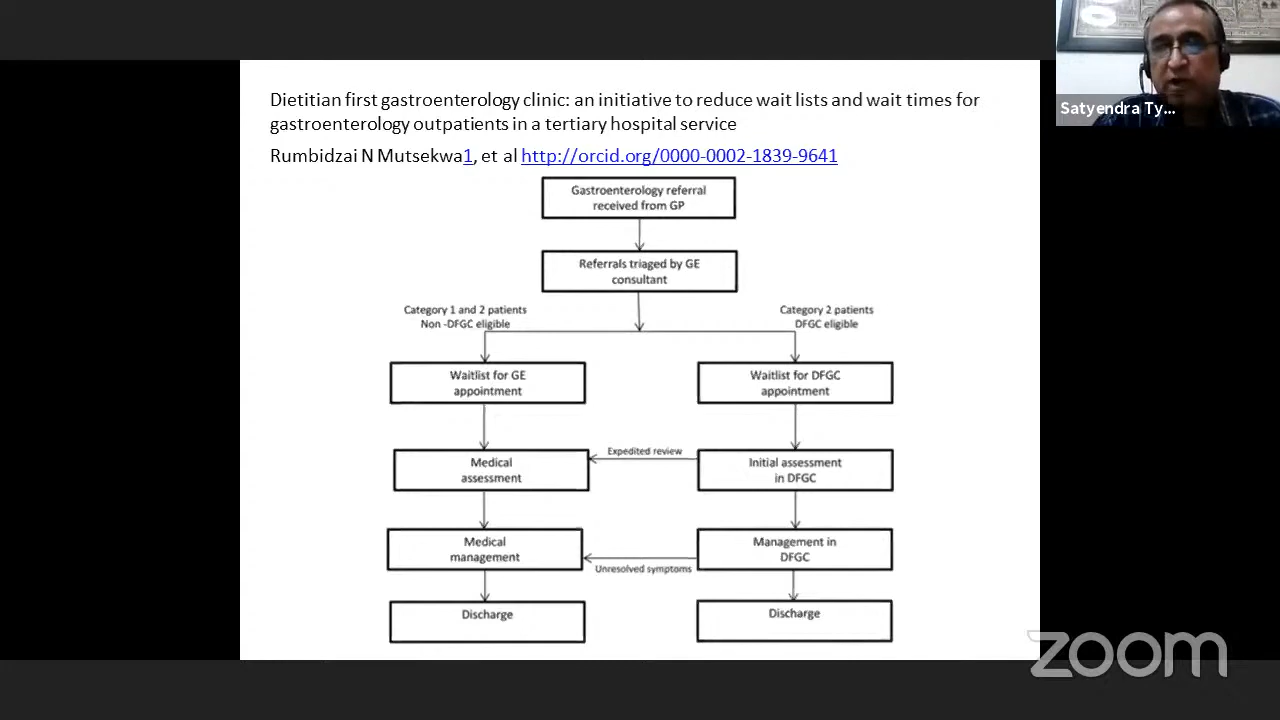 Dietitian first gastroenterology clinic: an initiative to reduce wait lists and wait times for
gastroenterology outpatients in a tertiary hospital service
Rumbidzai N Mutsekwa1, et al http://orcid.org/0000-0002-1839-9641
Satyendra Ty...
Gastroenterology referral
received from GP
Referrals triaged by GE
consultant
Category 1 and 2 patients
Non -DFGC eligible
Category 2 patients
DFGC eligible
Waitlist for GE
appointment
Waitlist for DFGC
appointment
Medical
assessment
Expedited review
Initial assessment
in DFGC
Medical
management
Unresolved symptoms
Management in
DFGC
Discharge
Discharge
zoom